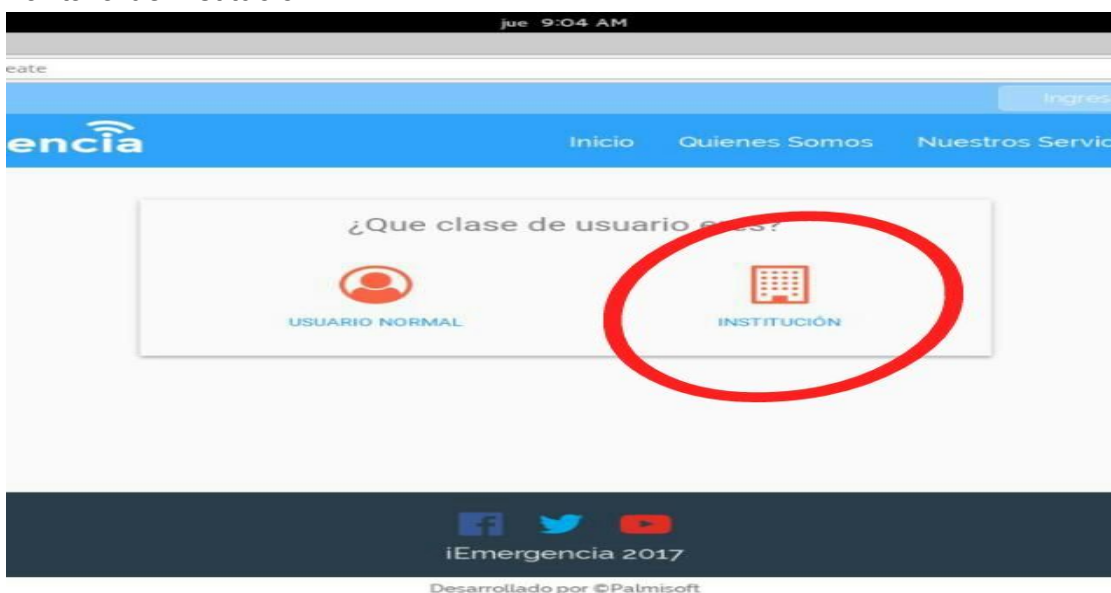 jue 9:04 AM
eate
Ingres
encia
Inicio Quienes Somos Nuestros Servic
¿Que clase de usuario eres?
USUARIO NORMAL INSTITUCIÓN
iEmergencia 2017
Desarrollado por ©Palmisoft